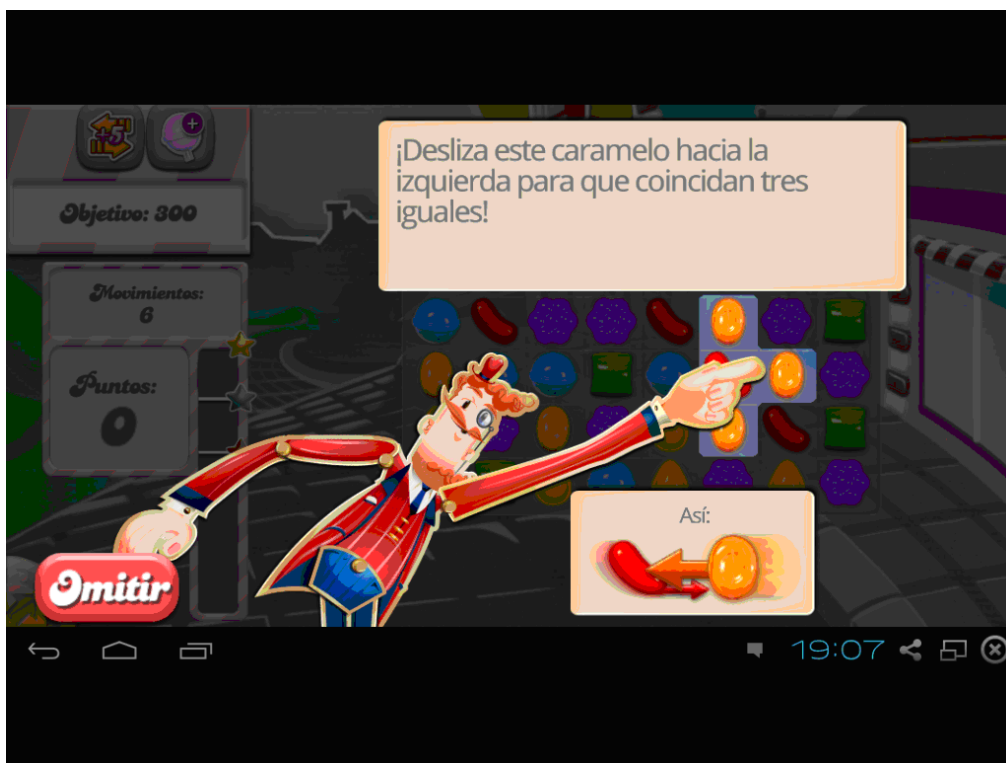 +5
¡Desliza este caramelo hacia la
izquierda para que coincidan tres
iguales!
Objetivo: 300
Movimientos:
6
Puntos:
0
Así:
Omitir
19:07